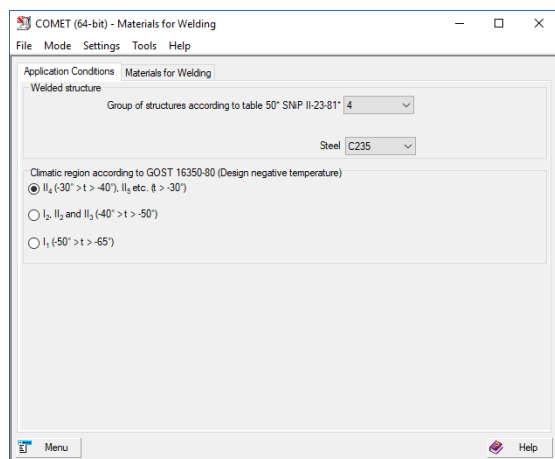 COMET (64-bit) - Materials for Welding
File Mode Settings Tools Help
Application Conditions Materials for Welding
Welded structure
Group of structures according to table 50* SNiP II-23-81* 4
Steel C235
Climatic region according to GOST 16350-80 (Design negative temperature)
II₄ (-30° > t > -40°), II₅ etc. (t > -30°)
I₂, II₂ and II₃ (-40° > t > -50°)
I₁ (-50° > t > -65°)
Menu Help